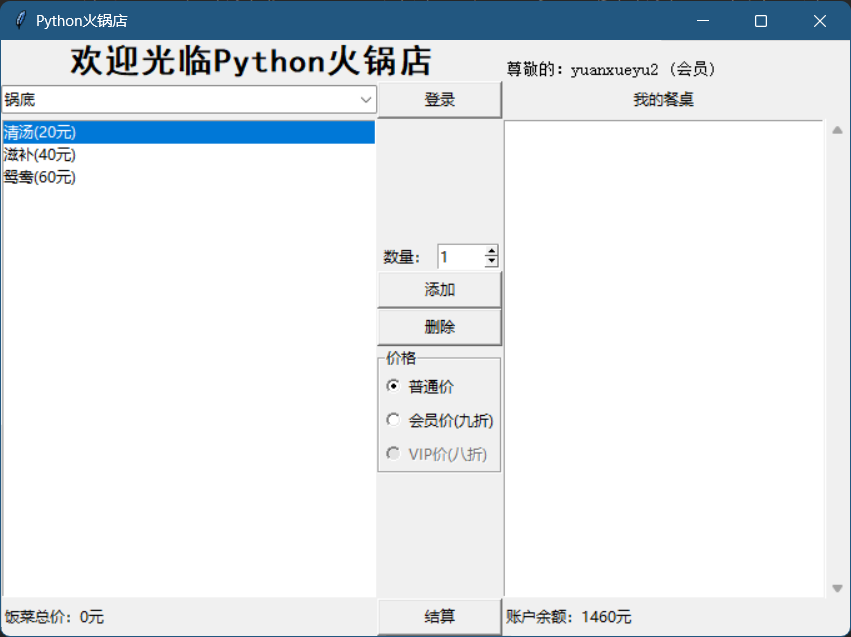 Python火锅店
欢迎光临Python火锅店
尊敬的：yuanxueyu2（会员）
锅底
登录
我的餐桌
清汤(20元)
滋补(40元)
鸳鸯(60元)
数量：
1
添加
删除
价格
普通价
会员价(九折)
VIP价(八折)
饭菜总价：0元
结算
账户余额：1460元